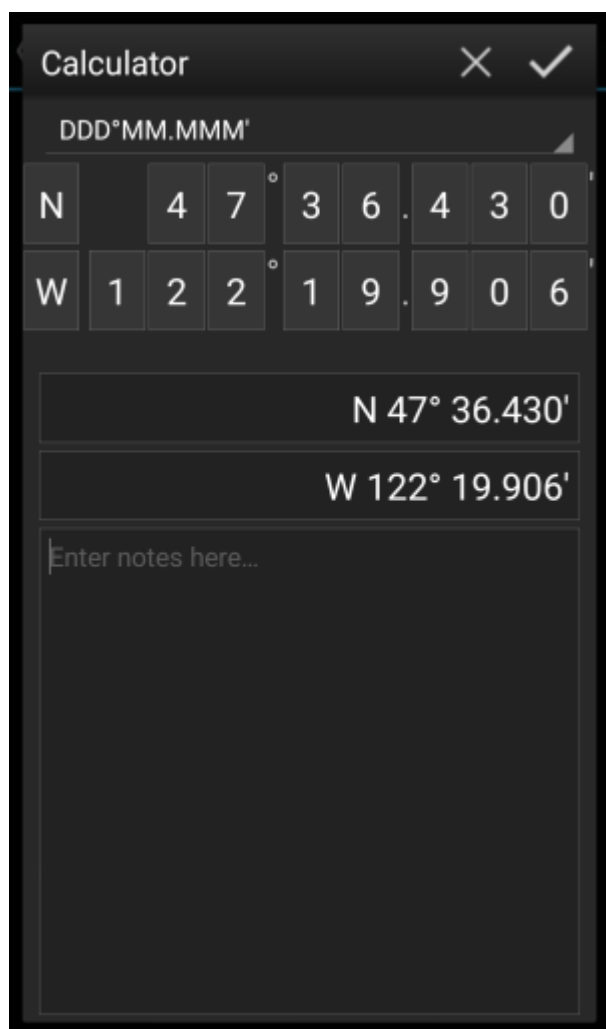 Calculator
DDD°MM.MMM'
N 4 7 ° 3 6 . 4 3 0 '
W 1 2 2 ° 1 9 . 9 0 6 '
N 47° 36.430'
W 122° 19.906'
Enter notes here...